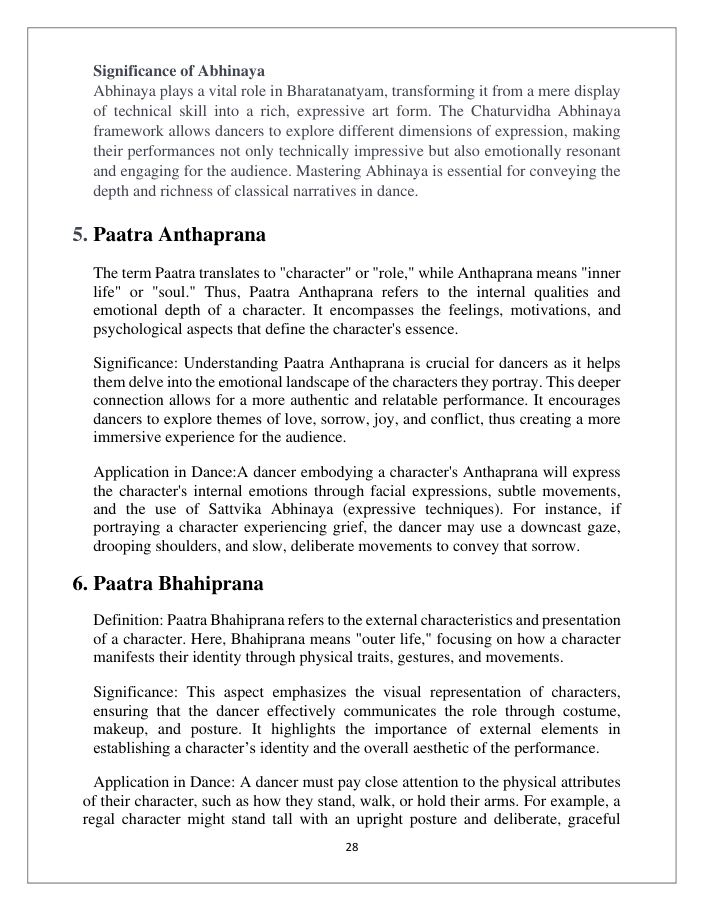 Significance of Abhinaya
Abhinaya plays a vital role in Bharatanatyam, transforming it from a mere display
of technical skill into a rich, expressive art form. The Chaturvidha Abhinaya
framework allows dancers to explore different dimensions of expression, making
their performances not only technically impressive but also emotionally resonant
and engaging for the audience. Mastering Abhinaya is essential for conveying the
depth and richness of classical narratives in dance.
5. Paatra Anthaprana
The term Paatra translates to "character" or "role," while Anthaprana means "inner
life" or "soul." Thus, Paatra Anthaprana refers to the internal qualities and
emotional depth of a character. It encompasses the feelings, motivations, and
psychological aspects that define the character's essence.
Significance: Understanding Paatra Anthaprana is crucial for dancers as it helps
them delve into the emotional landscape of the characters they portray. This deeper
connection allows for a more authentic and relatable performance. It encourages
dancers to explore themes of love, sorrow, joy, and conflict, thus creating a more
immersive experience for the audience.
Application in Dance:A dancer embodying a character's Anthaprana will express
the character's internal emotions through facial expressions, subtle movements,
and the use of Sattvika Abhinaya (expressive techniques). For instance, if
portraying a character experiencing grief, the dancer may use a downcast gaze,
drooping shoulders, and slow, deliberate movements to convey that sorrow.
6. Paatra Bhahiprana
Definition: Paatra Bhahiprana refers to the external characteristics and presentation
of a character. Here, Bhahiprana means "outer life," focusing on how a character
manifests their identity through physical traits, gestures, and movements.
Significance: This aspect emphasizes the visual representation of characters,
ensuring that the dancer effectively communicates the role through costume,
makeup, and posture. It highlights the importance of external elements in
establishing a character’s identity and the overall aesthetic of the performance.
Application in Dance: A dancer must pay close attention to the physical attributes
of their character, such as how they stand, walk, or hold their arms. For example, a
regal character might stand tall with an upright posture and deliberate, graceful
28